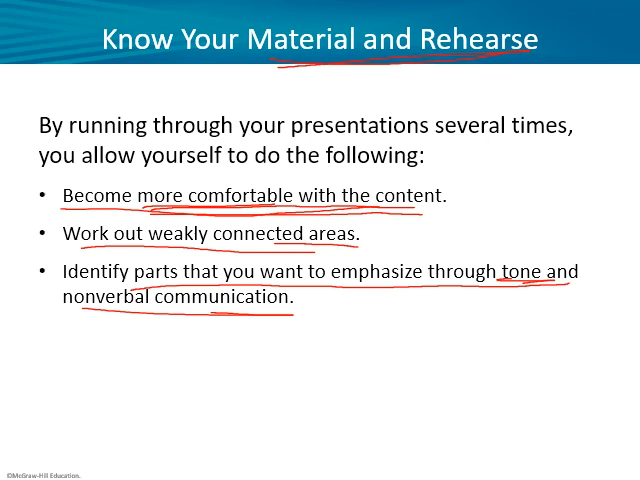 Know Your Material and Rehearse
By running through your presentations several times,
you allow yourself to do the following:
• Become more comfortable with the content.
• Work out weakly connected areas.
• Identify parts that you want to emphasize through tone and
nonverbal communication.
©McGraw-Hill Education.